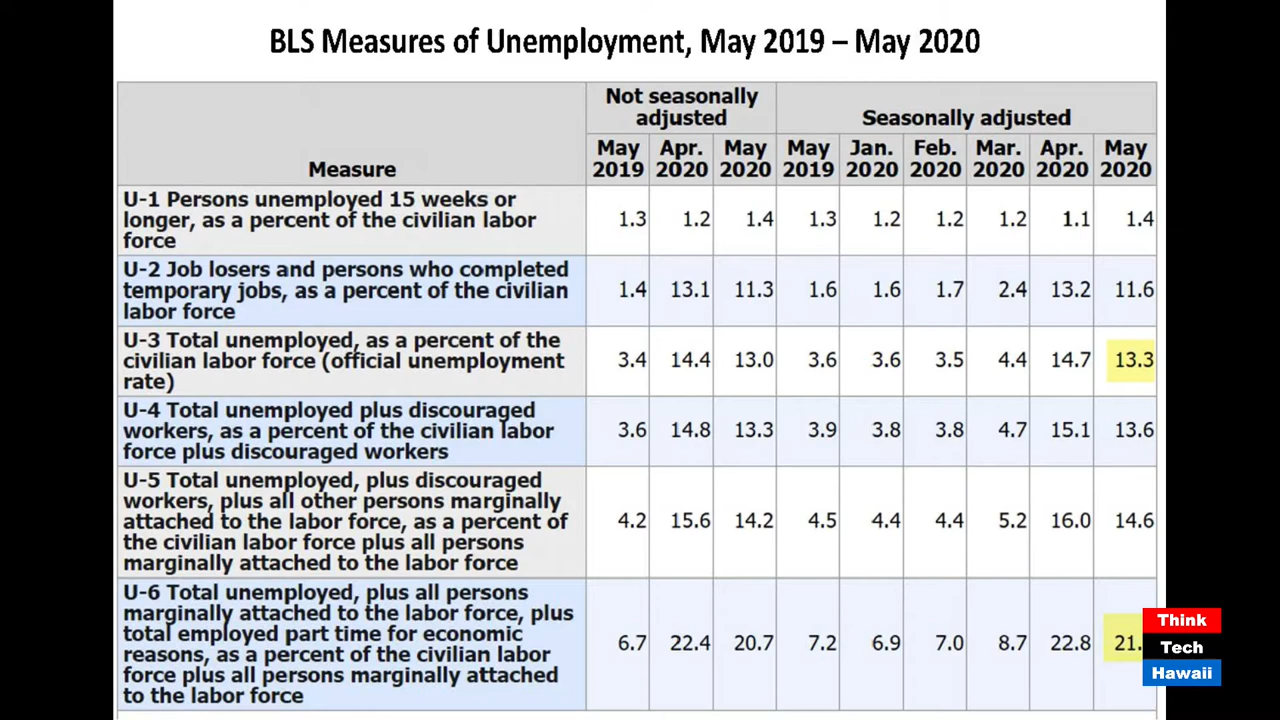 BLS Measures of Unemployment, May 2019 – May 2020
Measure
Not seasonally
adjusted
Seasonally adjusted
May
2019
Apr.
2020
May
2020
May
2019
Jan.
2020
Feb.
2020
Mar.
2020
Apr.
2020
May
2020
U-1 Persons unemployed 15 weeks or
longer, as a percent of the civilian labor
force
1.3 1.2 1.4 1.3 1.2 1.2 1.2 1.1 1.4
U-2 Job losers and persons who completed
temporary jobs, as a percent of the civilian
labor force
1.4 13.1 11.3 1.6 1.6 1.7 2.4 13.2 11.6
U-3 Total unemployed, as a percent of the
civilian labor force (official unemployment
rate)
3.4 14.4 13.0 3.6 3.6 3.5 4.4 14.7 13.3
U-4 Total unemployed plus discouraged
workers, as a percent of the civilian labor
force plus discouraged workers
3.6 14.8 13.3 3.9 3.8 3.8 4.7 15.1 13.6
U-5 Total unemployed, plus discouraged
workers, plus all other persons marginally
attached to the labor force, as a percent of
the civilian labor force plus all persons
marginally attached to the labor force
4.2 15.6 14.2 4.5 4.4 4.4 5.2 16.0 14.6
U-6 Total unemployed, plus all persons
marginally attached to the labor force, plus
total employed part time for economic
reasons, as a percent of the civilian labor
force plus all persons marginally attached
to the labor force
6.7 22.4 20.7 7.2 6.9 7.0 8.7 22.8 21.
Think
Tech
Hawaii